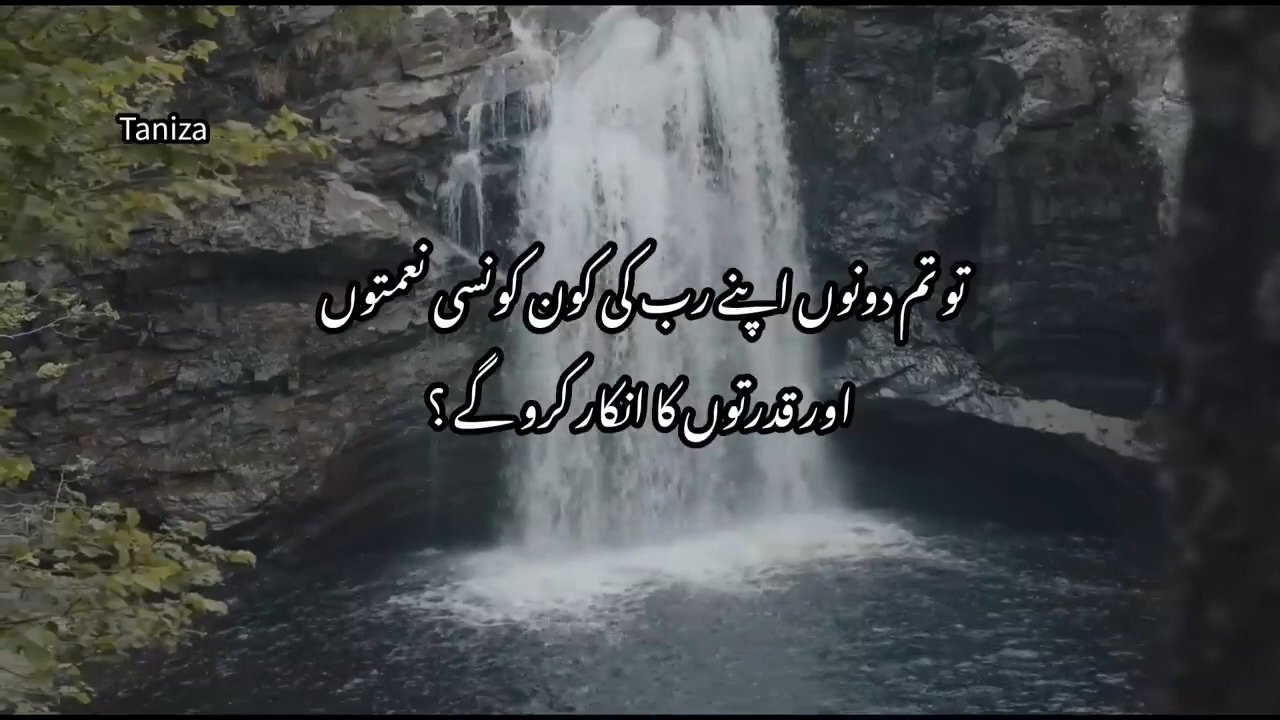 Taniza
تو تم دونوں اپنے رب کی کون کونسی نعمتوں
اور قدرتوں کا انکار کرو گے ؟